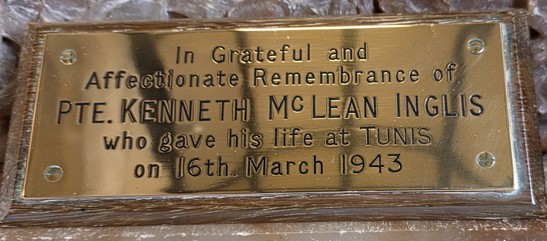 In Grateful and
Affectionate Remembrance of
PTE. KENNETH McLEAN INGLIS
who gave his life at TUNIS
on 16th. March 1943